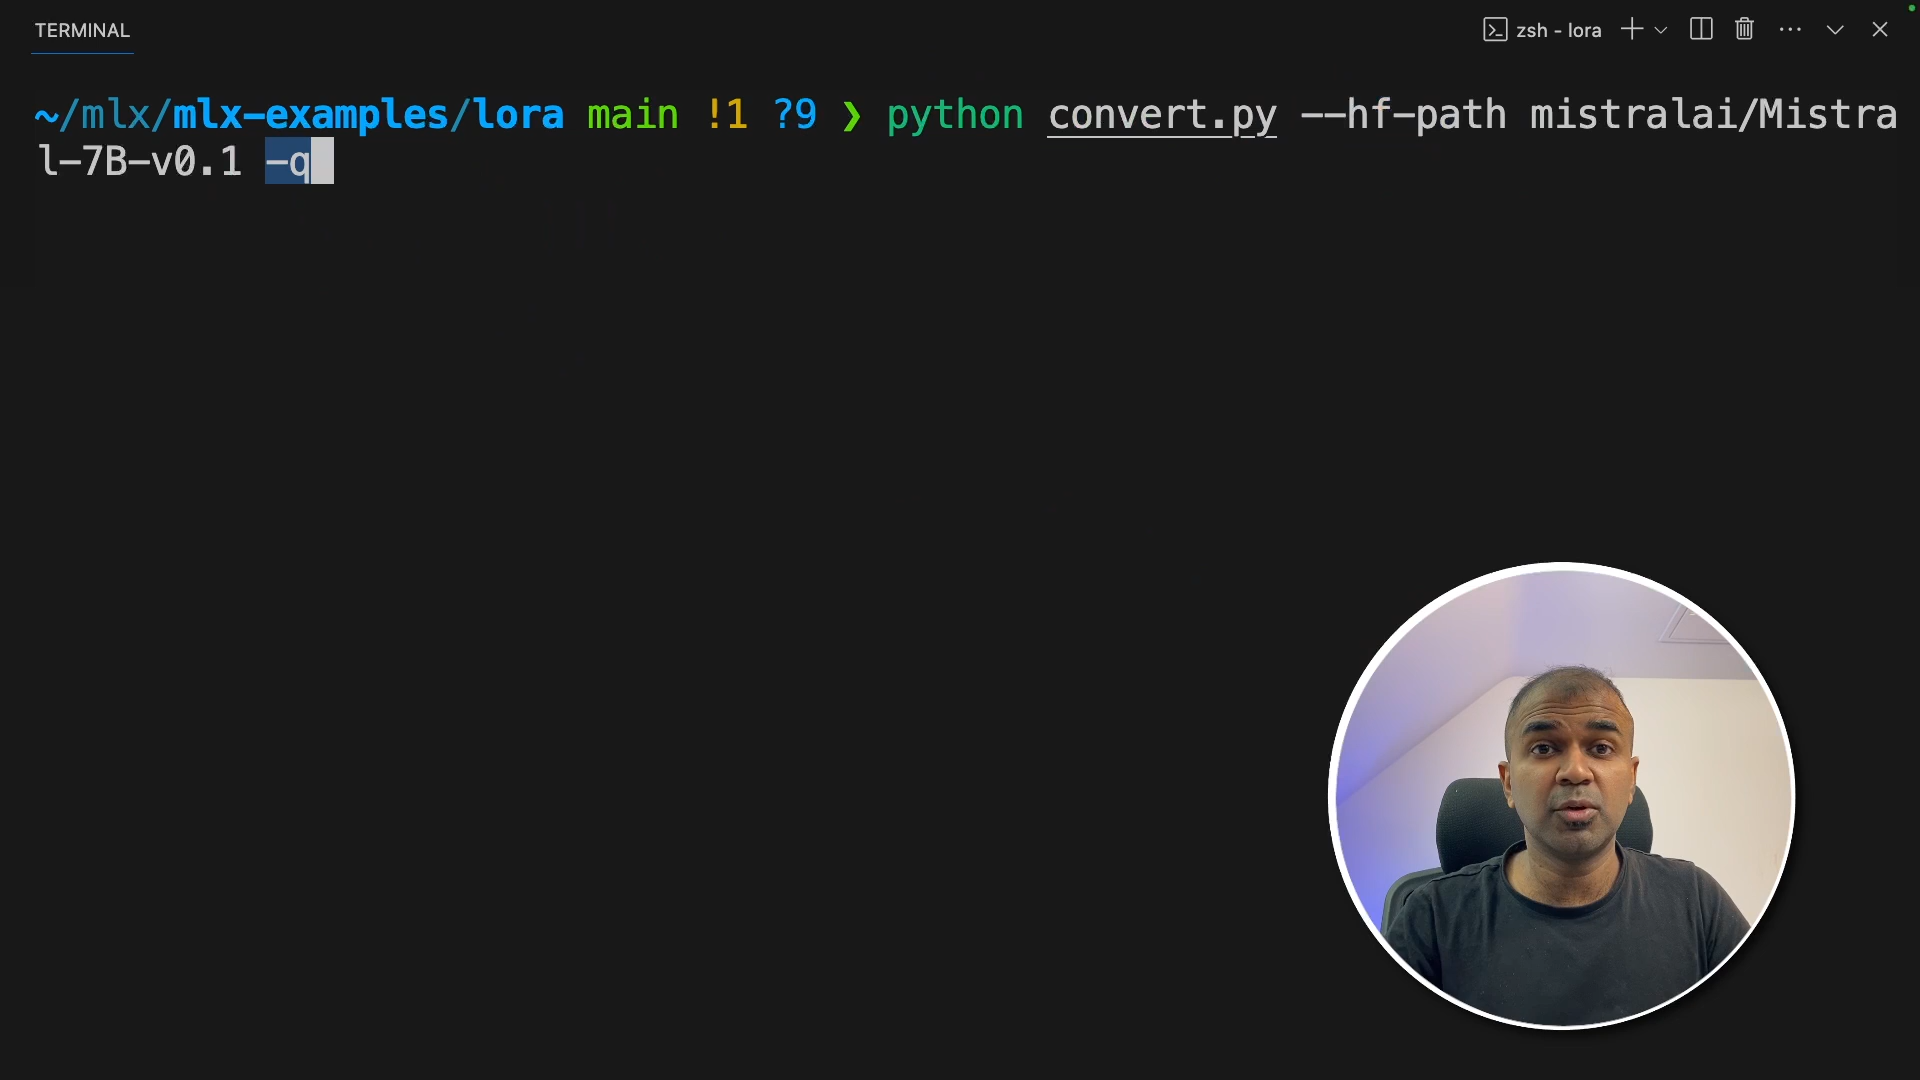 TERMINAL
zsh - lora
~/mlx/mlx-examples/lora main !1 ?9 ❯ python convert.py --hf-path mistralai/Mistra
l-7B-v0.1 -q